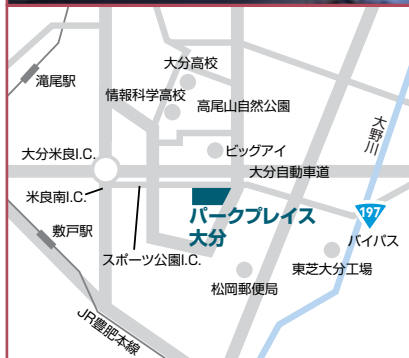 大分高校
滝尾駅
情報科学高校
高尾山自然公園
大野川
大分米良I.C.
ビッグアイ
大分自動車道
米良南I.C.
パークプレイス
大分
197
バイパス
敷戸駅
スポーツ公園I.C.
東芝大分工場
松岡郵便局
JR豊肥本線